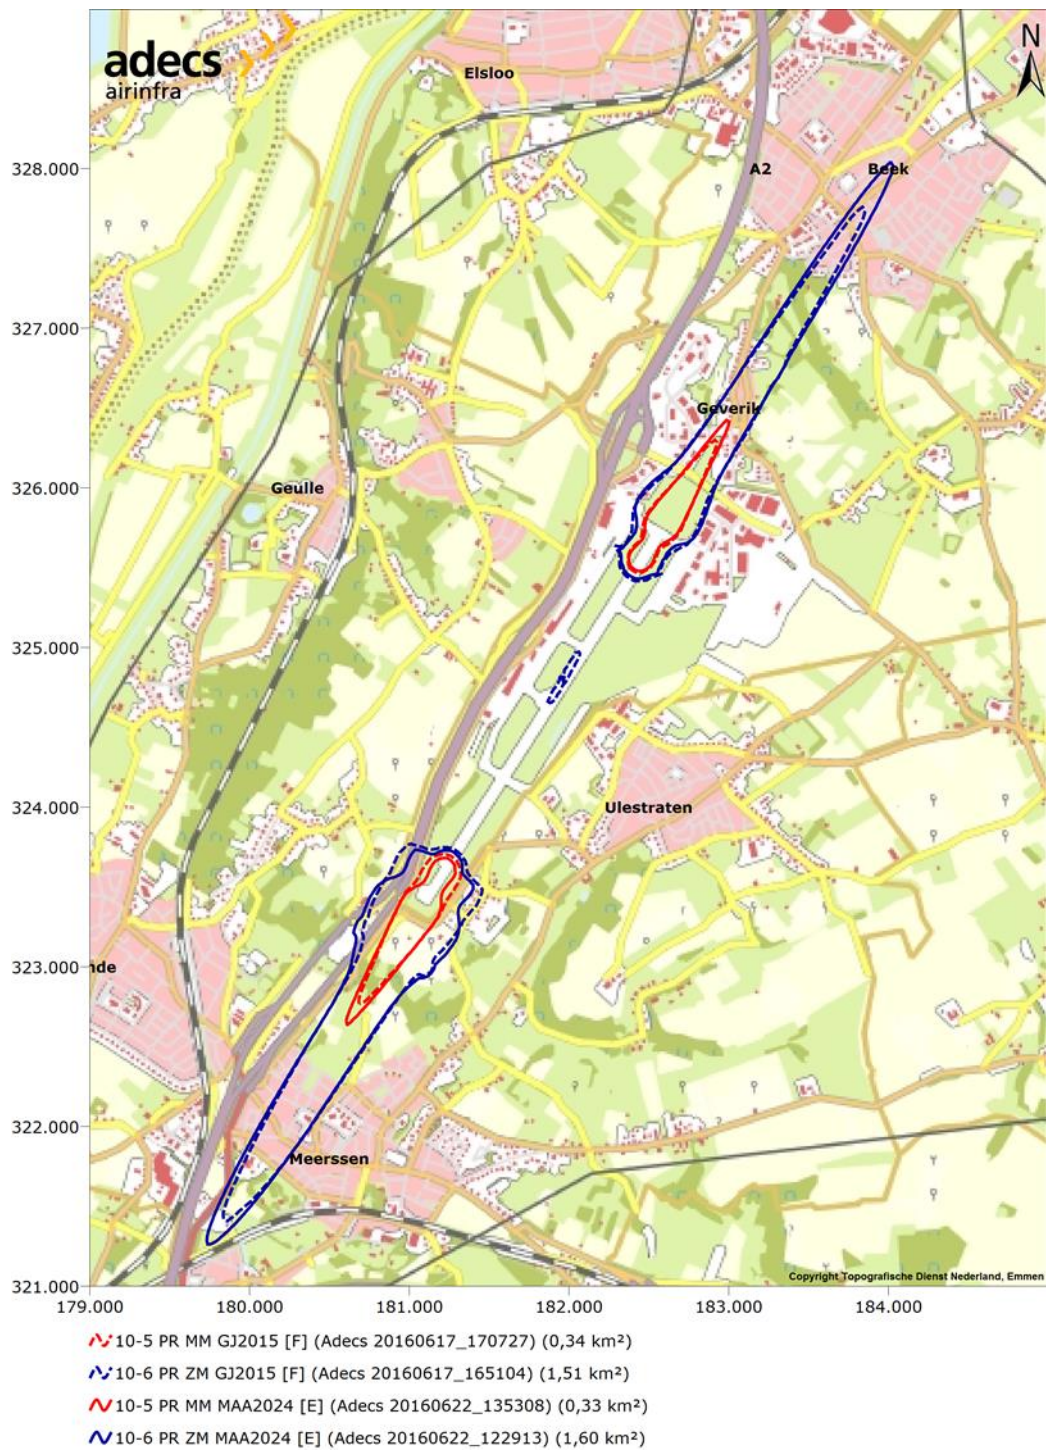 adecs
airinfra
N
Elsloo
A2
Beek
328.000
327.000
Geverik
326.000
Geulle
325.000
324.000
Ulestraten
323.000
nde
322.000
Meerssen
321.000
Copyright Topografische Dienst Nederland, Emmen
179.000 180.000 181.000 182.000 183.000 184.000
10-5 PR MM GJ2015 [F] (Adecs 20160617_170727) (0,34 km²)
10-6 PR ZM GJ2015 [F] (Adecs 20160617_165104) (1,51 km²)
10-5 PR MM MAA2024 [E] (Adecs 20160622_135308) (0,33 km²)
10-6 PR ZM MAA2024 [E] (Adecs 20160622_122913) (1,60 km²)